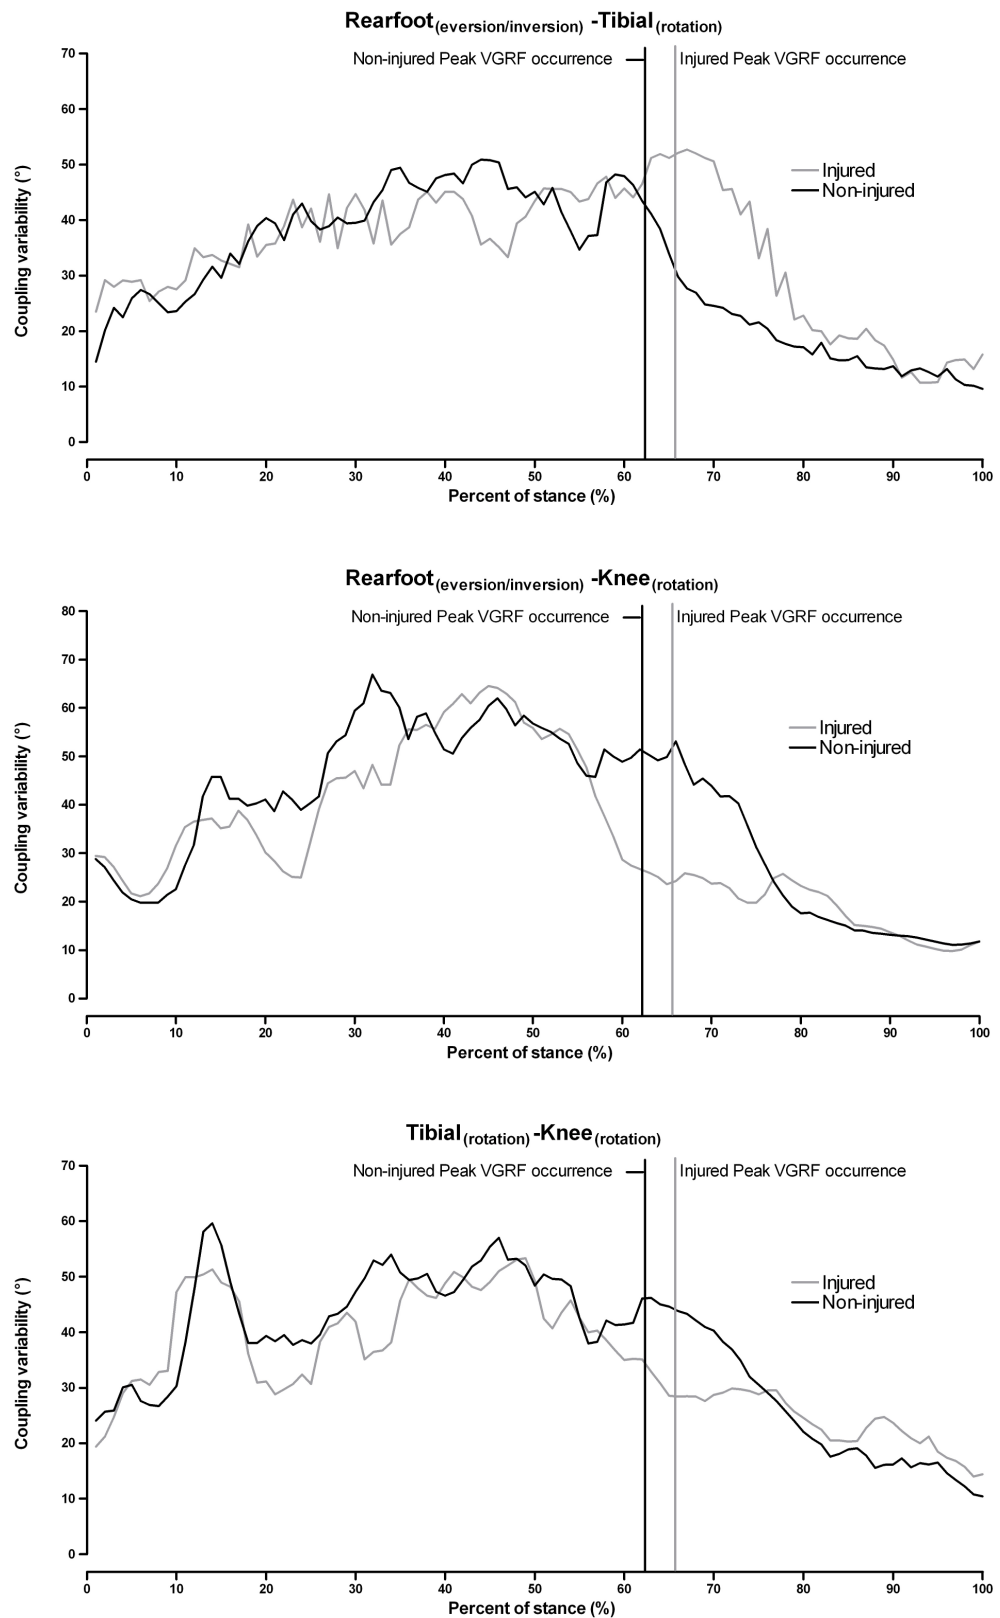 Rearfoot(eversion/inversion) -Tibial(rotation)
70
Non-injured Peak VGRF occurrence
Injured Peak VGRF occurrence
60
50
Injured
Non-injured
40
Coupling variability (°)
30
20
10
0
0 10 20 30 40 50 60 70 80 90 100
Percent of stance (%)
Rearfoot(eversion/inversion) -Knee(rotation)
80
Non-injured Peak VGRF occurrence
Injured Peak VGRF occurrence
70
60
Injured
Non-injured
50
40
Coupling variability (°)
30
20
10
0
0 10 20 30 40 50 60 70 80 90 100
Percent of stance (%)
Tibial(rotation) -Knee(rotation)
70
Non-injured Peak VGRF occurrence
Injured Peak VGRF occurrence
60
50
Injured
Non-injured
40
Coupling variability (°)
30
20
10
0
0 10 20 30 40 50 60 70 80 90 100
Percent of stance (%)